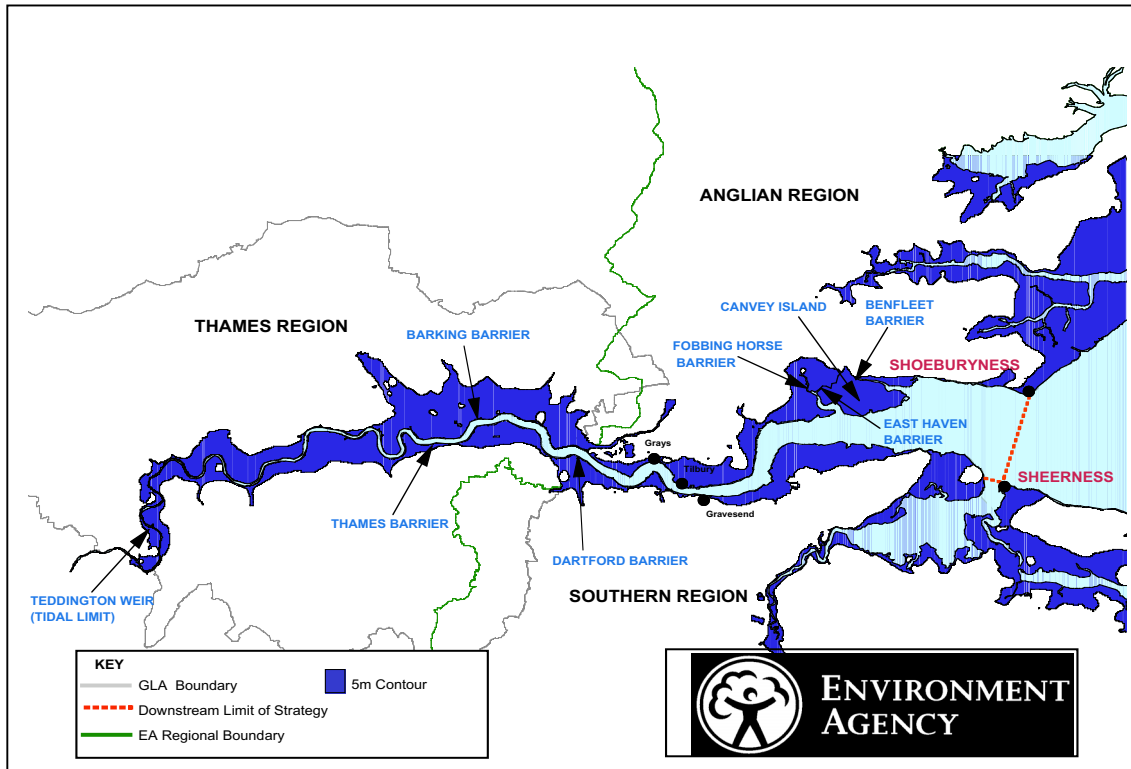 ANGLIAN REGION
THAMES REGION
BARKING BARRIER
CANVEY ISLAND
BENFLEET
BARRIER
FOBBING HORSE
BARRIER
SHOEBURYNESS
EAST HAVEN
BARRIER
Grays
Tilbury
Gravesend
SHEERNESS
THAMES BARRIER
DARTFORD BARRIER
SOUTHERN REGION
TEDDINGTON WEIR
(TIDAL LIMIT)
KEY
GLA Boundary
5m Contour
Downstream Limit of Strategy
EA Regional Boundary
ENVIRONMENT
AGENCY